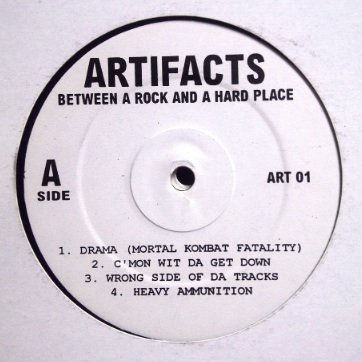 ARTIFACTS
BETWEEN A ROCK AND A HARD PLACE
A
SIDE
ART 01
1. DRAMA (MORTAL KOMBAT FATALITY)
2. C'MON WIT DA GET DOWN
3. WRONG SIDE OF DA TRACKS
4. HEAVY AMMUNITION